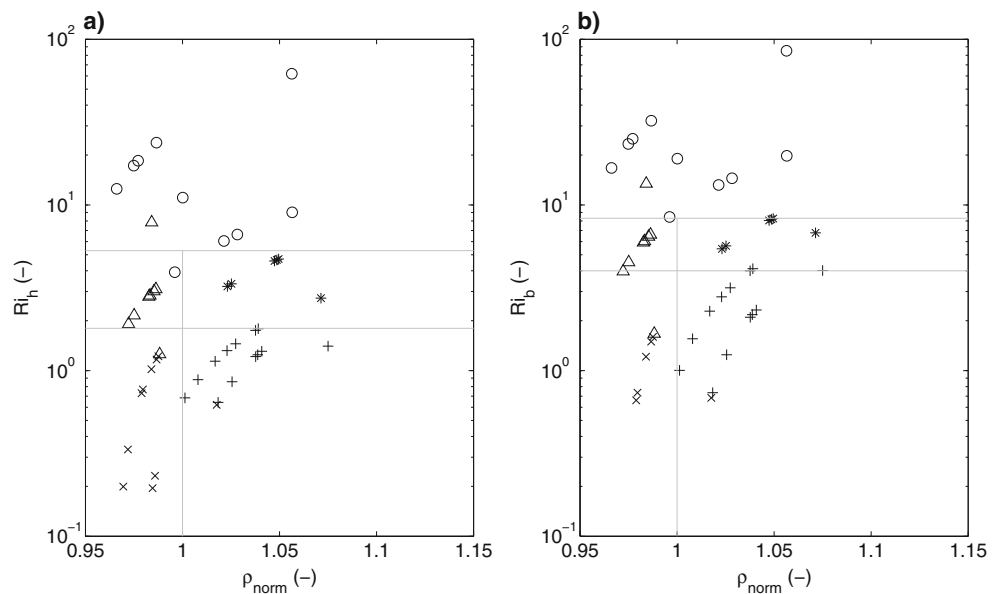 a)
10^2
10^1
10^0
10^-1
Ri_h (–)
0.95 1 1.05 1.1 1.15
ρ_norm (–)
b)
10^2
10^1
10^0
10^-1
Ri_b (–)
0.95 1 1.05 1.1 1.15
ρ_norm (–)